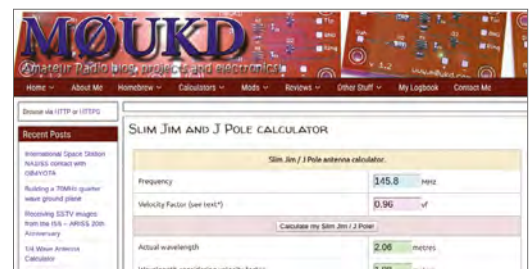 MØUKD
Amateur Radio blog, projects and electronics
v 1.2
Home
About Me
Homebrew
Calculators
Mods
Reviews
Other Stuff
My Logbook
Contact Me
Browse via HTTP or HTTPS
Recent Posts
International Space Station
NA1SS contact with
GB4YOTA
Building a 70MHz quarter
wave ground plane
Receiving SSTV images
from the ISS – ARISS 20th
Anniversary
1/4 Wave Antenna
Calculator
SLIM JIM AND J POLE CALCULATOR
Slim Jim / J Pole antenna calculator.
Frequency
145.8 MHz
Velocity Factor (see text*)
0.96 vf
Calculate my Slim Jim / J Pole!
Actual wavelength
2.06 metres